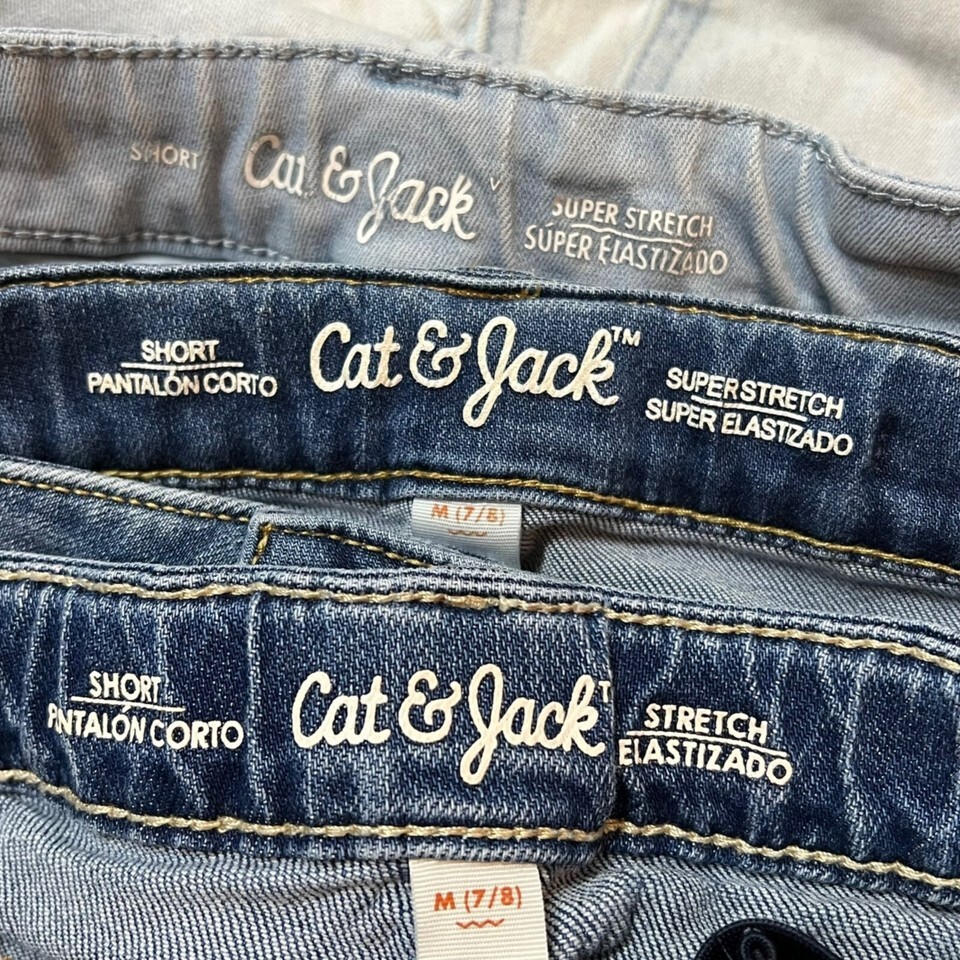 SHORT
Cat & Jack
SUPER STRETCH
SÚPER ELASTIZADO
SHORT
PANTALÓN CORTO
Cat & Jack™
SUPER STRETCH
SUPER ELASTIZADO
M (7/8)
SHORT
PANTALÓN CORTO
Cat & Jack
STRETCH
ELASTIZADO
M (7/8)